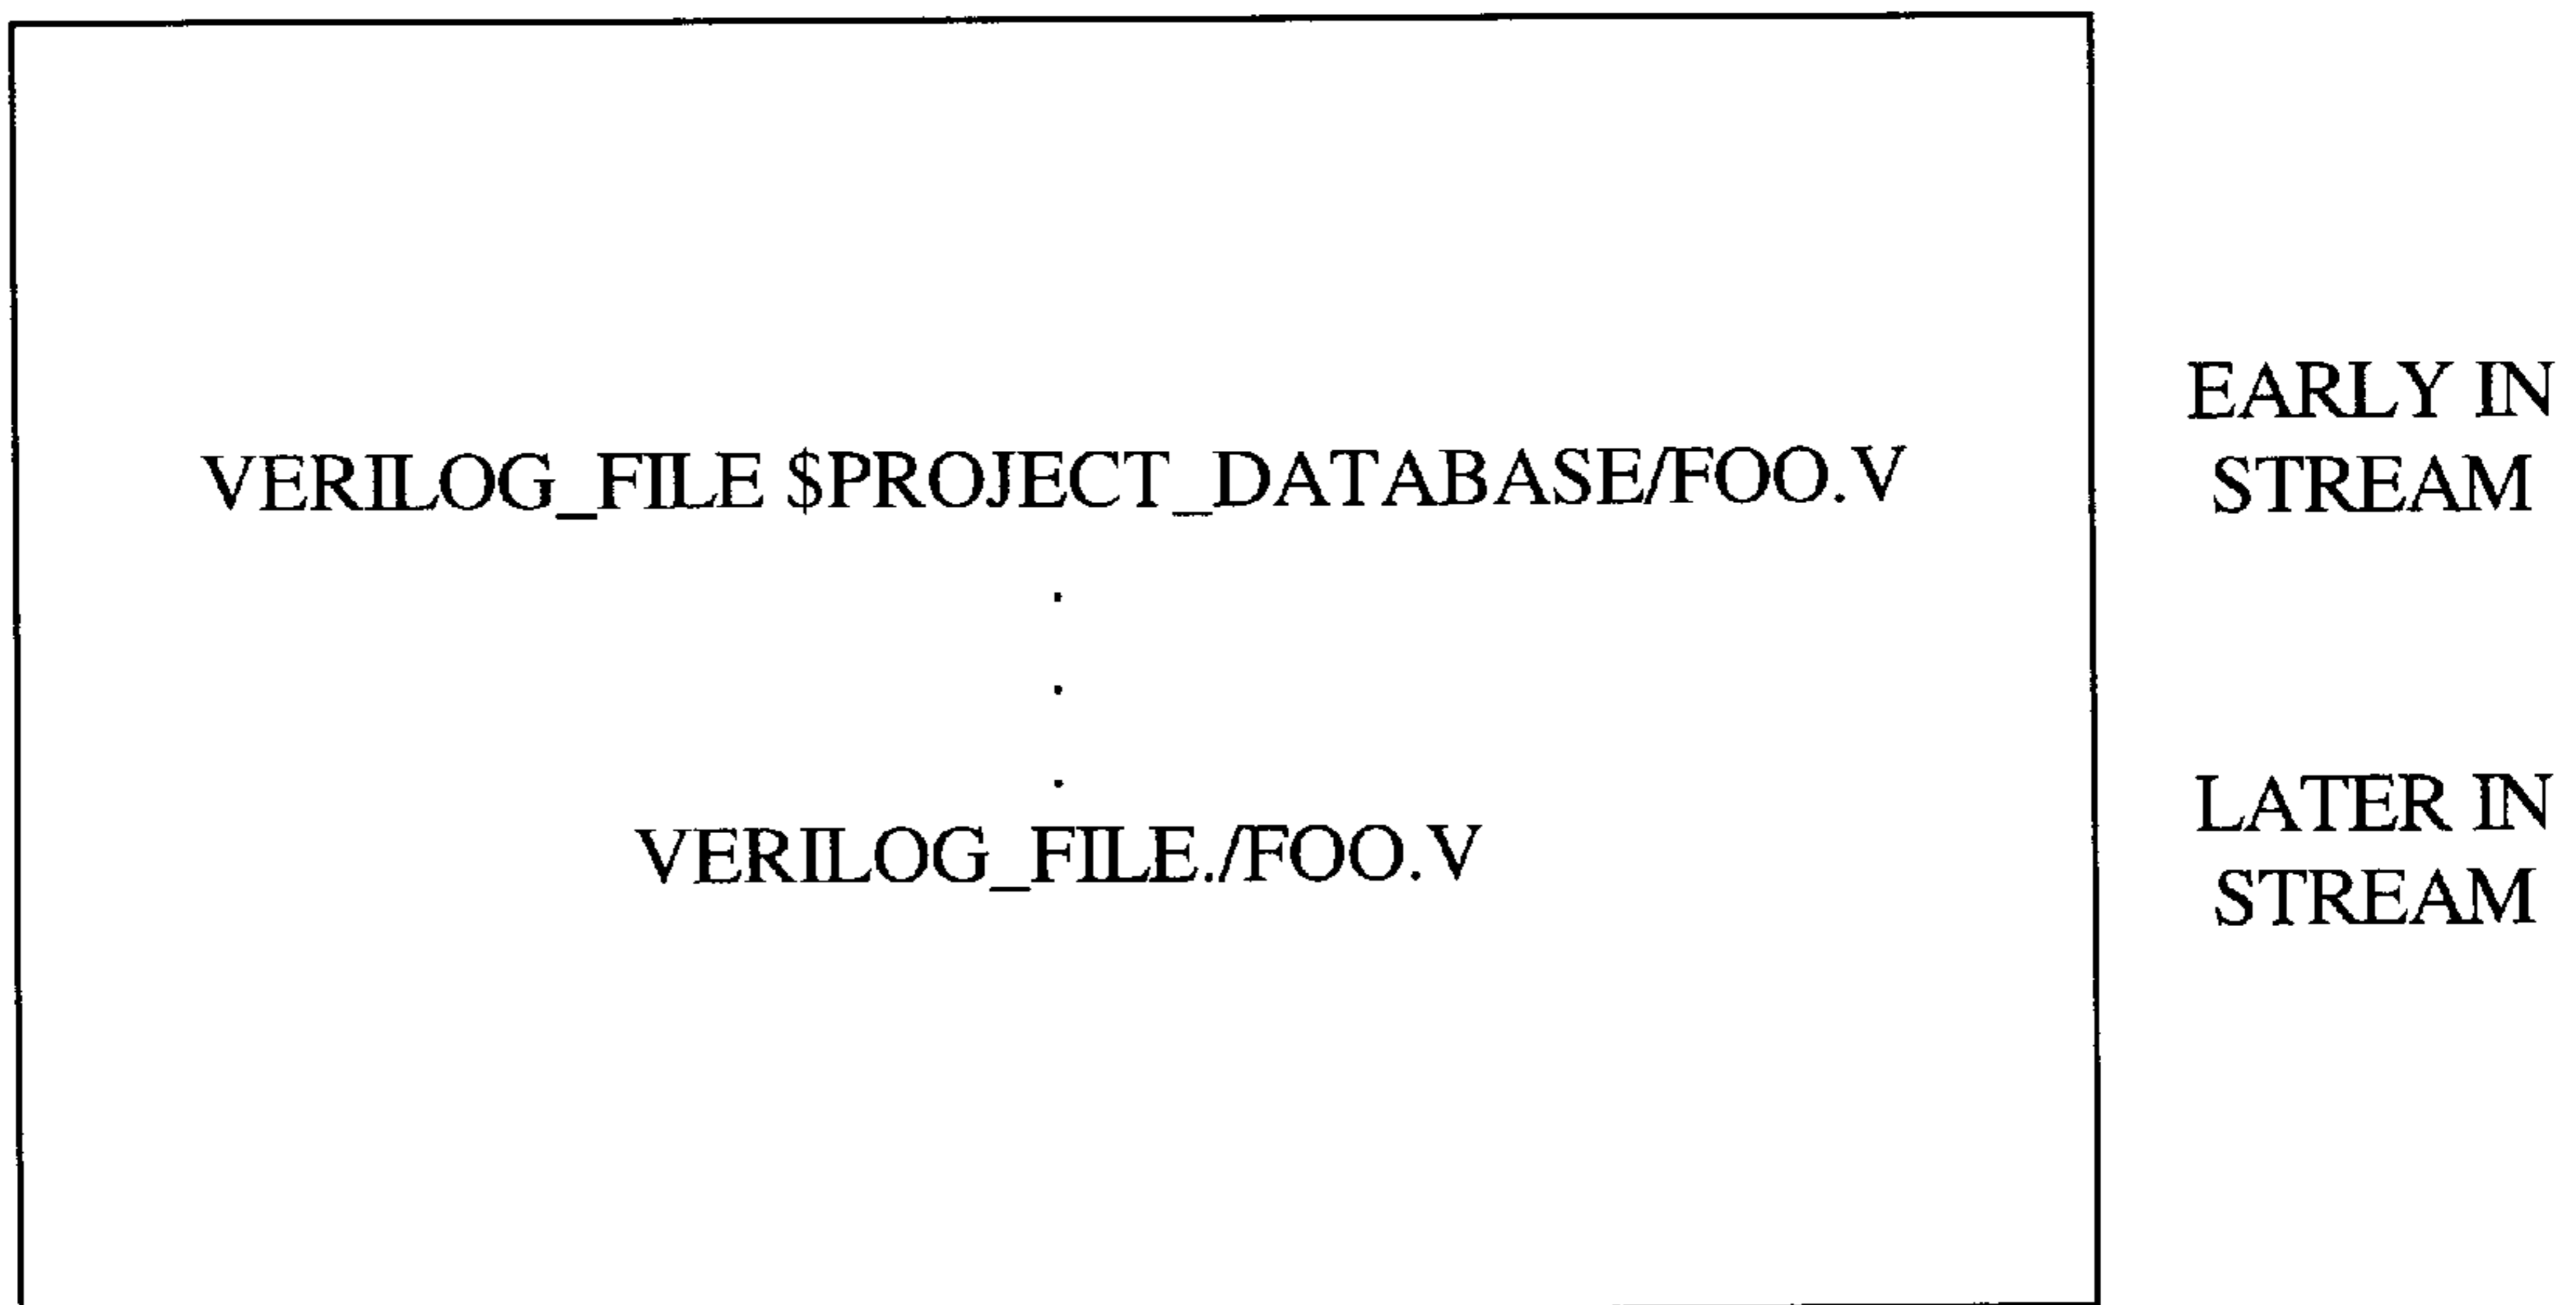 EARLY IN
STREAM
VERILOG_FILE $PROJECT_DATABASE/FOO.V
.
.
.
LATER IN
STREAM
VERILOG_FILE./FOO.V